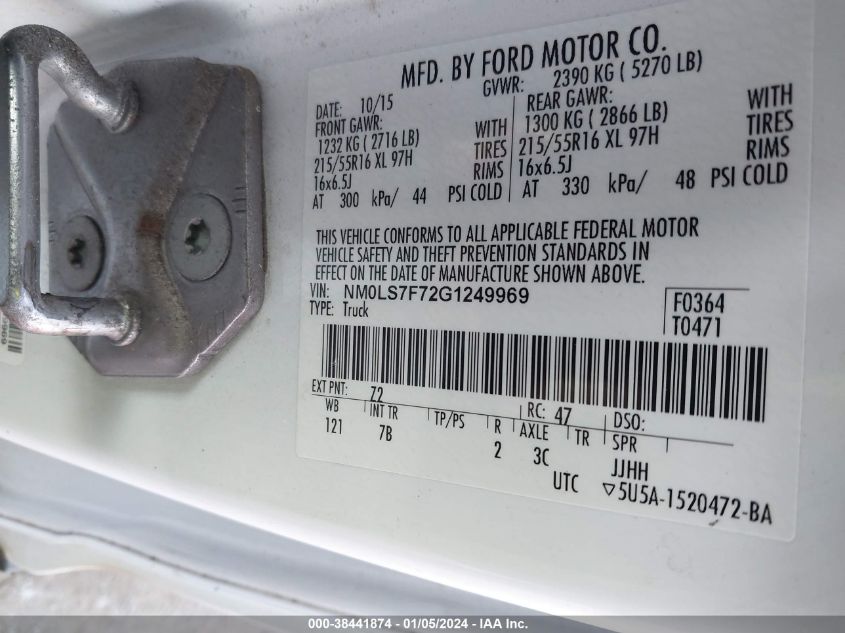 MFD. BY FORD MOTOR CO.
DATE: 10/15 GVWR: 2390 KG ( 5270 LB)
FRONT GAWR: REAR GAWR:
1232 KG ( 2716 LB) WITH 1300 KG ( 2866 LB) WITH
215/55R16 XL 97H TIRES 215/55R16 XL 97H TIRES
16x6.5J RIMS 16x6.5J RIMS
AT 300 kPa/ 44 PSI COLD AT 330 kPa/ 48 PSI COLD
THIS VEHICLE CONFORMS TO ALL APPLICABLE FEDERAL MOTOR
VEHICLE SAFETY AND THEFT PREVENTION STANDARDS IN
EFFECT ON THE DATE OF MANUFACTURE SHOWN ABOVE.
VIN: NM0LS7F72G1249969 F0364
TYPE: Truck T0471
EXT PNT: Z2 RC: 47 DSO:
WB INT TR TP/PS R AXLE TR SPR
121 7B 2 3C JJHH
UTC ▽5U5A-1520472-BA
000-38441874 - 01/05/2024 - IAA Inc.